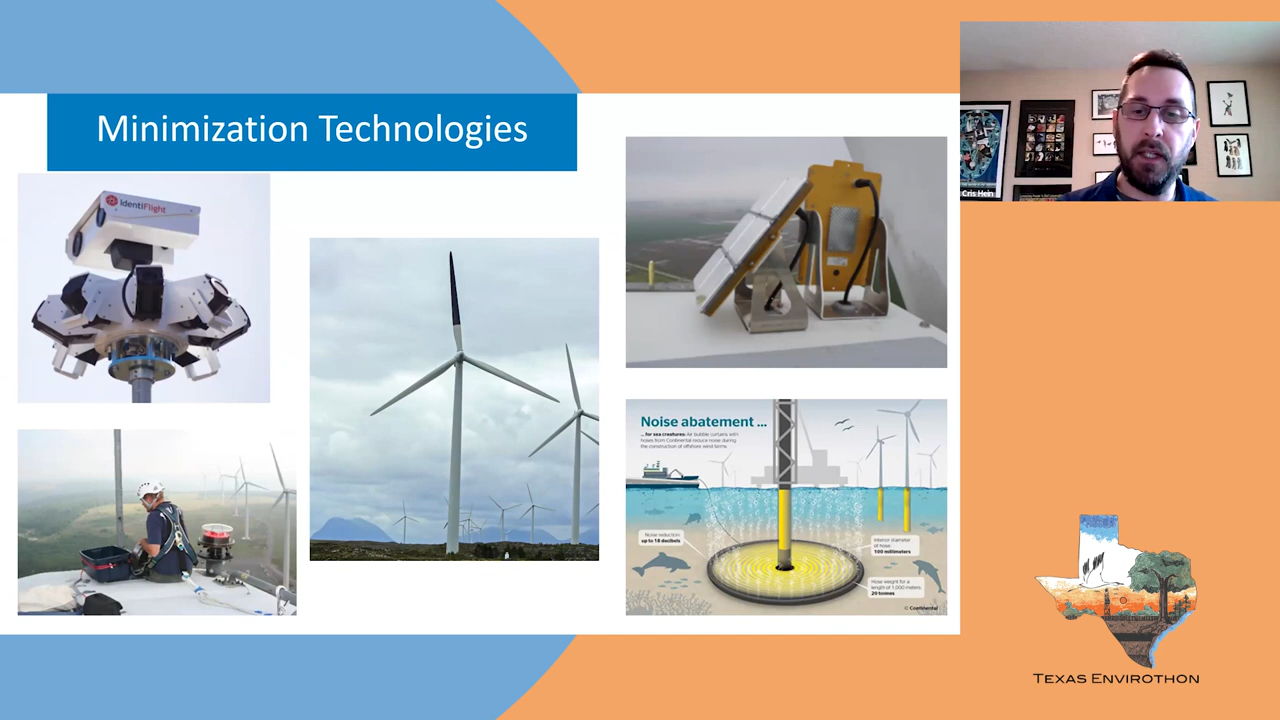 Minimization Technologies
IdentiFlight
Noise abatement ...
... for sea creatures: Air bubble curtains with
hoses from Continental reduce noise during
the construction of offshore wind farms
Noise reduction:
up to 18 decibels
Interior diameter
of hose:
100 millimeters
Hose weight for a
length of 1,000 meters:
20 tonnes
© Continental
Cris Hein
TEXAS ENVIROTHON